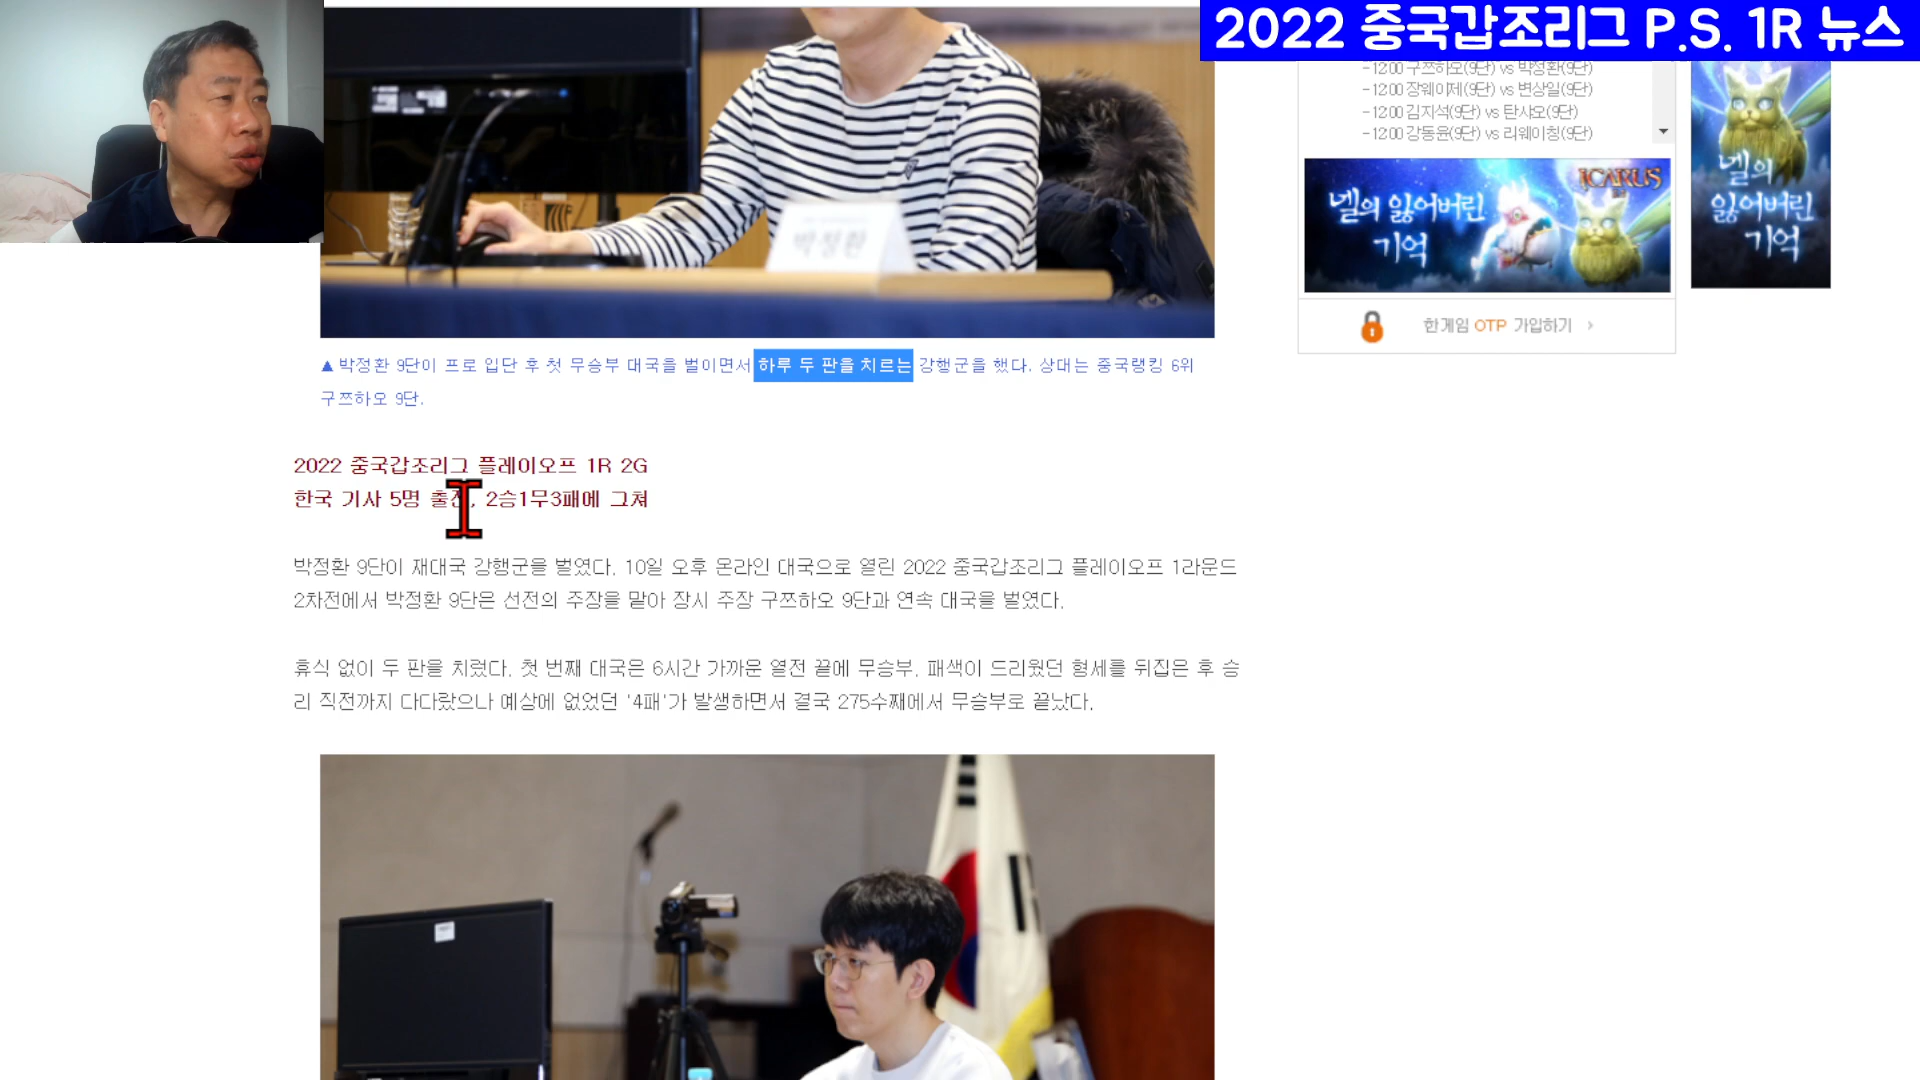 2022 중국갑조리그 P.S. 1R 뉴스
-12:00 구쯔하오(9단) vs 박정환(9단)
-12:00 장웨이제(9단) vs 변상일(9단)
-12:00 김지석(9단) vs 탄샤오(9단)
-12:00 강동윤(9단) vs 리웨이칭(9단)
ICARUS
넬의 잃어버린
기억
넬의
잃어버린
기억
한게임 OTP 가입하기 >
박정환
▲ 박정환 9단이 프로 입단 후 첫 무승부 대국을 벌이면서 하루 두 판을 치르는 강행군을 했다. 상대는 중국랭킹 6위
구쯔하오 9단.
2022 중국갑조리그 플레이오프 1R 2G
한국 기사 5명 출전, 2승1무3패에 그쳐
박정환 9단이 재대국 강행군을 벌였다. 10일 오후 온라인 대국으로 열린 2022 중국갑조리그 플레이오프 1라운드
2차전에서 박정환 9단은 선전의 주장을 맡아 장시 주장 구쯔하오 9단과 연속 대국을 벌였다.
휴식 없이 두 판을 치렀다. 첫 번째 대국은 6시간 가까운 열전 끝에 무승부. 패색이 드리웠던 형세를 뒤집은 후 승
리 직전까지 다다랐으나 예상에 없었던 '4패'가 발생하면서 결국 275수째에서 무승부로 끝났다.